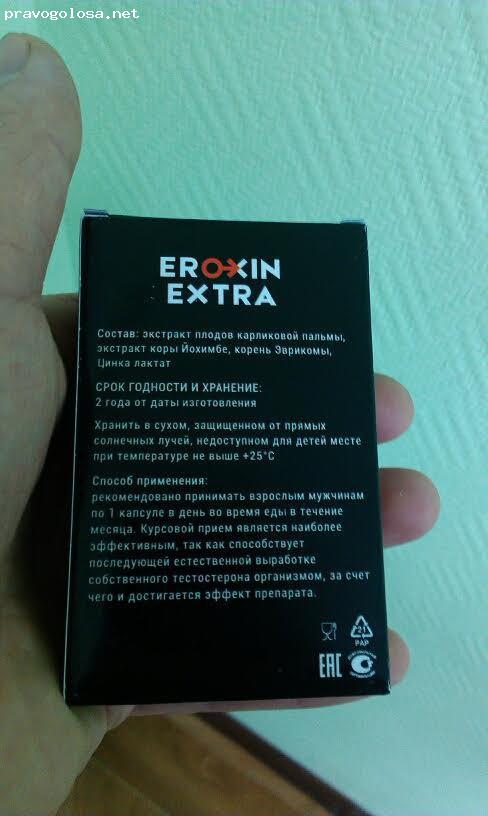 pravogolosa.net
EROXIN
EXTRA
Состав: экстракт плодов карликовой пальмы,
экстракт коры Йохимбе, корень Эврикомы,
Цинка лактат
СРОК ГОДНОСТИ И ХРАНЕНИЕ:
2 года от даты изготовления
Хранить в сухом, защищенном от прямых
солнечных лучей, недоступном для детей месте
при температуре не выше +25°С
Способ применения:
рекомендовано принимать взрослым мужчинам
по 1 капсуле в день во время еды в течение
месяца. Курсовой прием является наиболее
эффективным, так как способствует
последующей естественной выработке
собственного тестостерона организмом, за счет
чего и достигается эффект препарата.
21
PAP
EAC